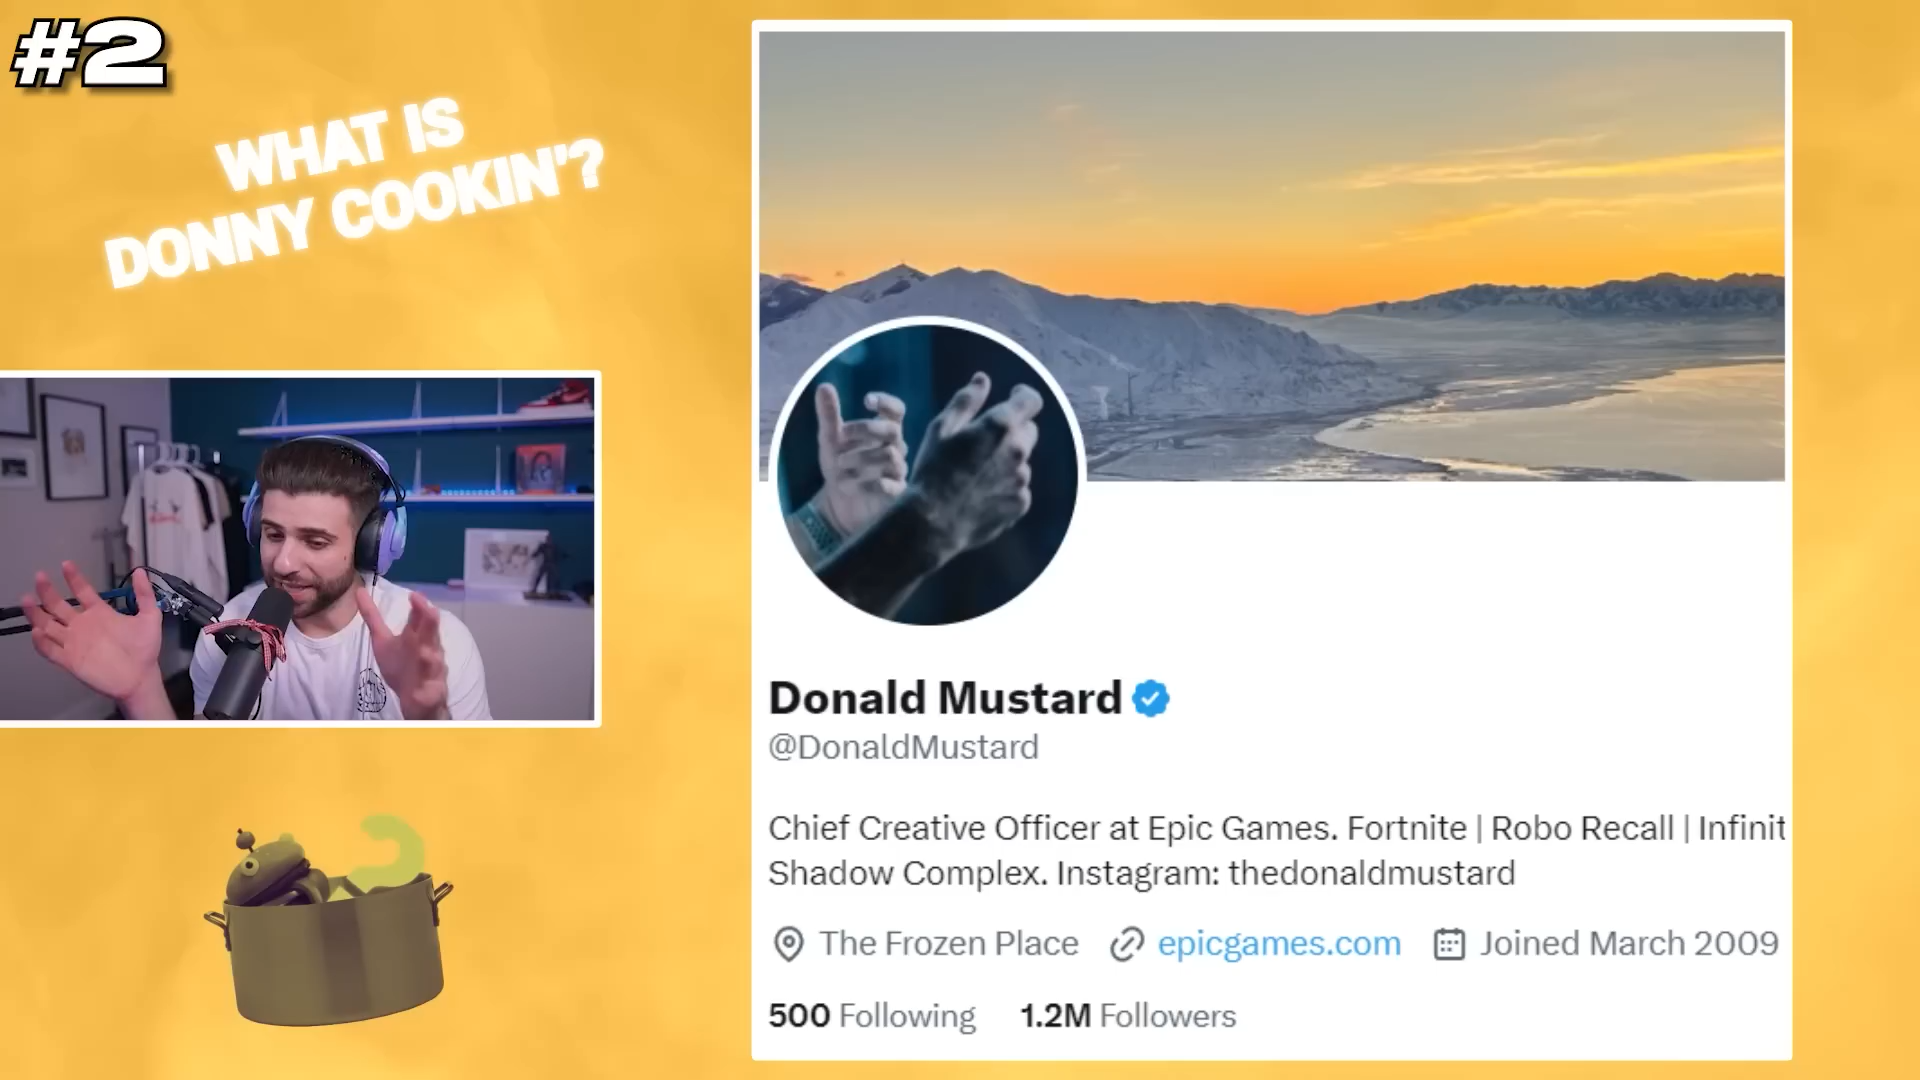 #2
WHAT IS
DONNY COOKIN'?
Donald Mustard
@DonaldMustard
Chief Creative Officer at Epic Games. Fortnite | Robo Recall | Infinit
Shadow Complex. Instagram: thedonaldmustard
The Frozen Place epicgames.com Joined March 2009
500 Following 1.2M Followers